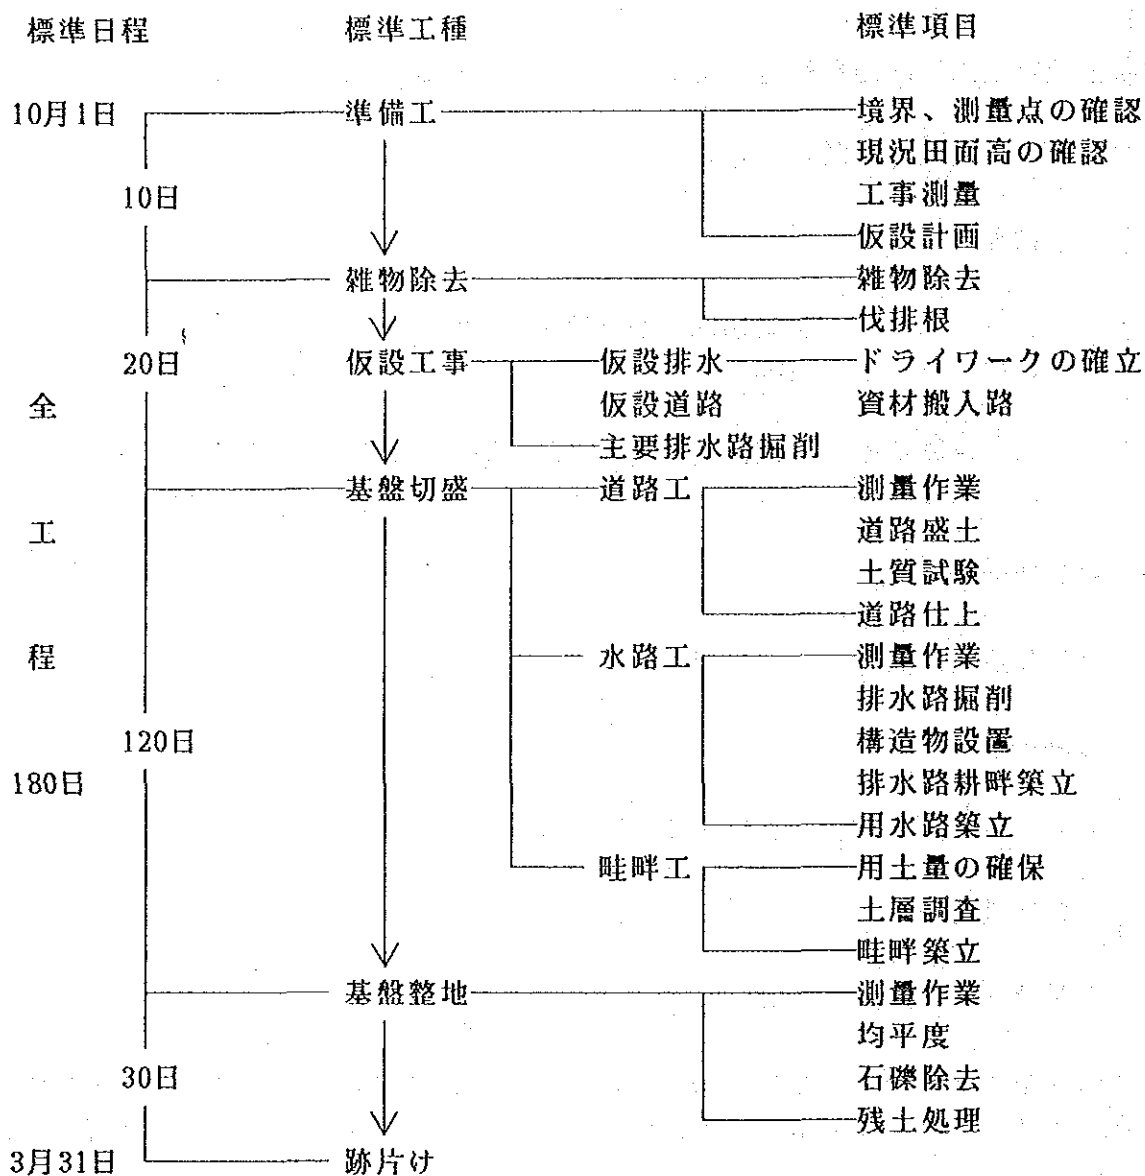 標準日程 標準工種 標準項目
10月1日 準備工 境界、測量点の確認
現況田面高の確認
10日 工事測量
仮設計画
雑物除去 雑物除去
伐排根
20日 仮設工事 仮設排水 ドライワークの確立
全 仮設道路 資材搬入路
主要排水路掘削
基盤切盛 道路工 測量作業
工 道路盛土
土質試験
道路仕上
程 水路工 測量作業
排水路掘削
120日 構造物設置
180日 排水路耕畔築立
用水路築立
畦畔工 用土量の確保
土層調査
畦畔築立
基盤整地 測量作業
均平度
30日 石礫除去
残土処理
3月31日 跡片け